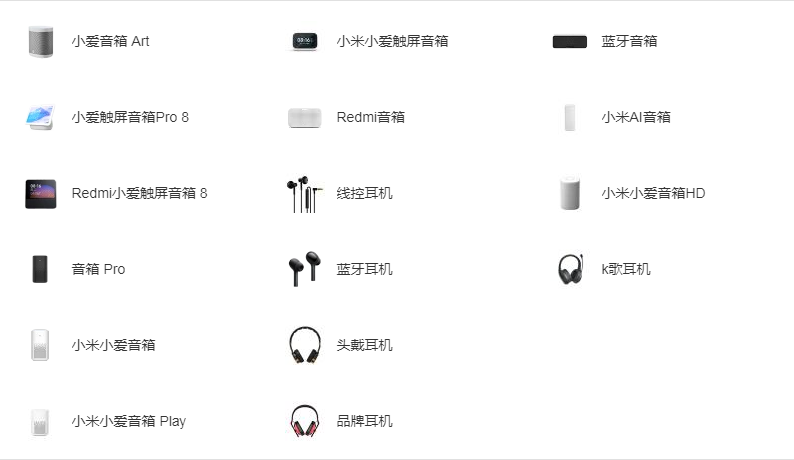 小爱音箱 Art
小米小爱触屏音箱
蓝牙音箱
小爱触屏音箱Pro 8
Redmi音箱
小米AI音箱
Redmi小爱触屏音箱 8
线控耳机
小米小爱音箱HD
音箱 Pro
蓝牙耳机
k歌耳机
小米小爱音箱
头戴耳机
小米小爱音箱 Play
品牌耳机